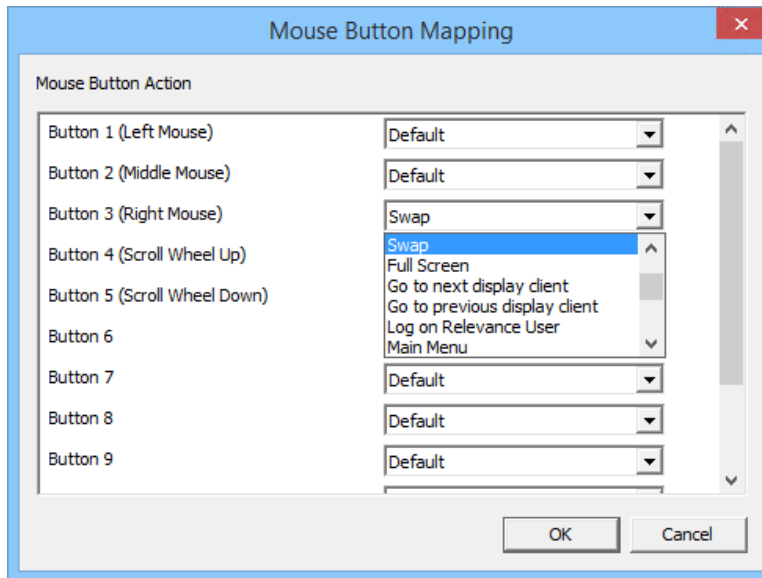 Mouse Button Mapping
Mouse Button Action
Button 1 (Left Mouse) Default
Button 2 (Middle Mouse) Default
Button 3 (Right Mouse) Swap
Button 4 (Scroll Wheel Up)
Button 5 (Scroll Wheel Down)
Button 6
Swap
Full Screen
Go to next display client
Go to previous display client
Log on Relevance User
Main Menu
Button 7 Default
Button 8 Default
Button 9 Default
OK Cancel